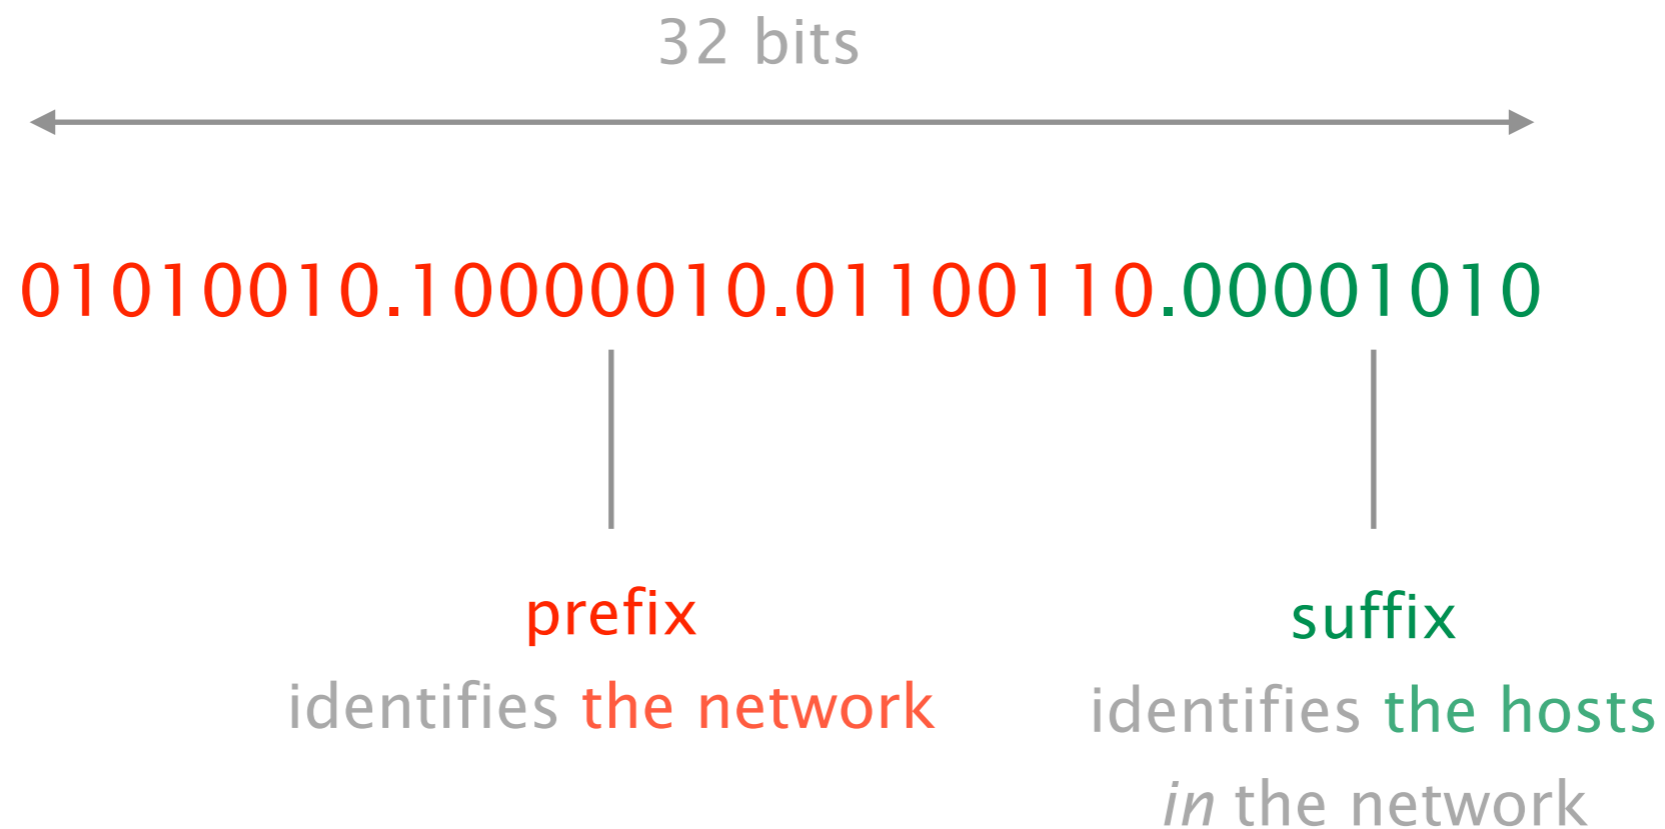 32 bits
01010010.10000010.01100110.00001010
prefix
identifies the network
suffix
identifies the hosts
in the network